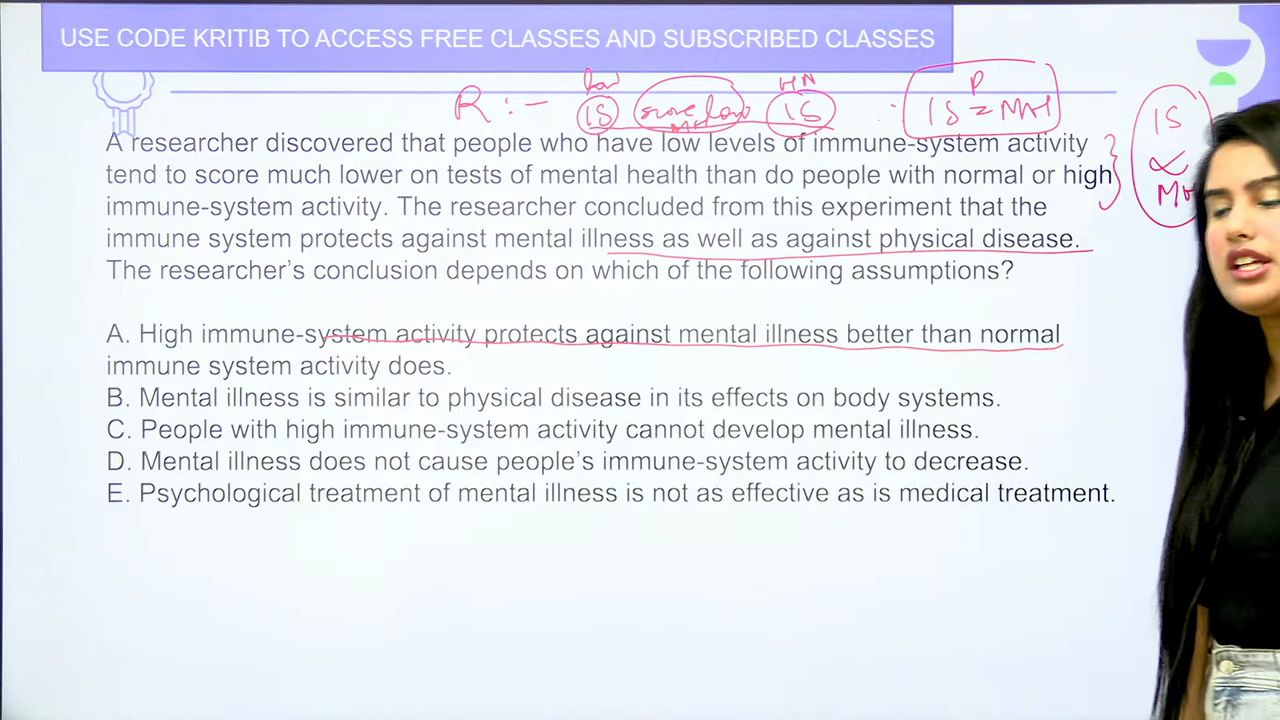 USE CODE KRITIB TO ACCESS FREE CLASSES AND SUBSCRIBED CLASSES
low HN P
R :- IS score low IS ∴ IS = MH
IS
∝
MH
A researcher discovered that people who have low levels of immune-system activity
tend to score much lower on tests of mental health than do people with normal or high
immune-system activity. The researcher concluded from this experiment that the
immune system protects against mental illness as well as against physical disease.
The researcher's conclusion depends on which of the following assumptions?
A. High immune-system activity protects against mental illness better than normal
immune system activity does.
B. Mental illness is similar to physical disease in its effects on body systems.
C. People with high immune-system activity cannot develop mental illness.
D. Mental illness does not cause people's immune-system activity to decrease.
E. Psychological treatment of mental illness is not as effective as is medical treatment.